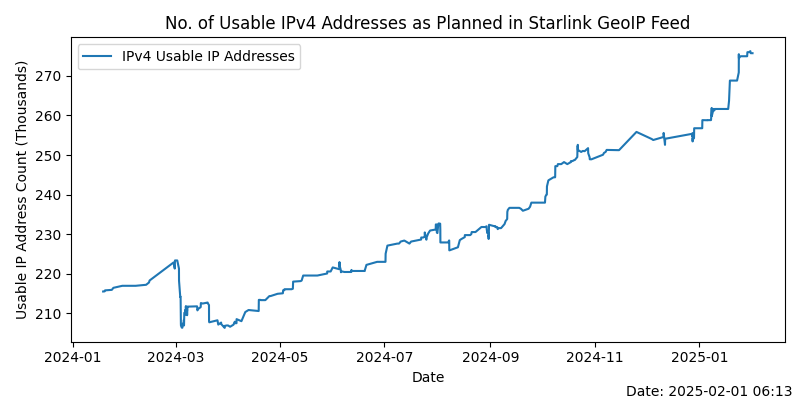 No. of Usable IPv4 Addresses as Planned in Starlink GeoIP Feed
IPv4 Usable IP Addresses
Usable IP Address Count (Thousands)
270
260
250
240
230
220
210
2024-01 2024-03 2024-05 2024-07 2024-09 2024-11 2025-01
Date
Date: 2025-02-01 06:13